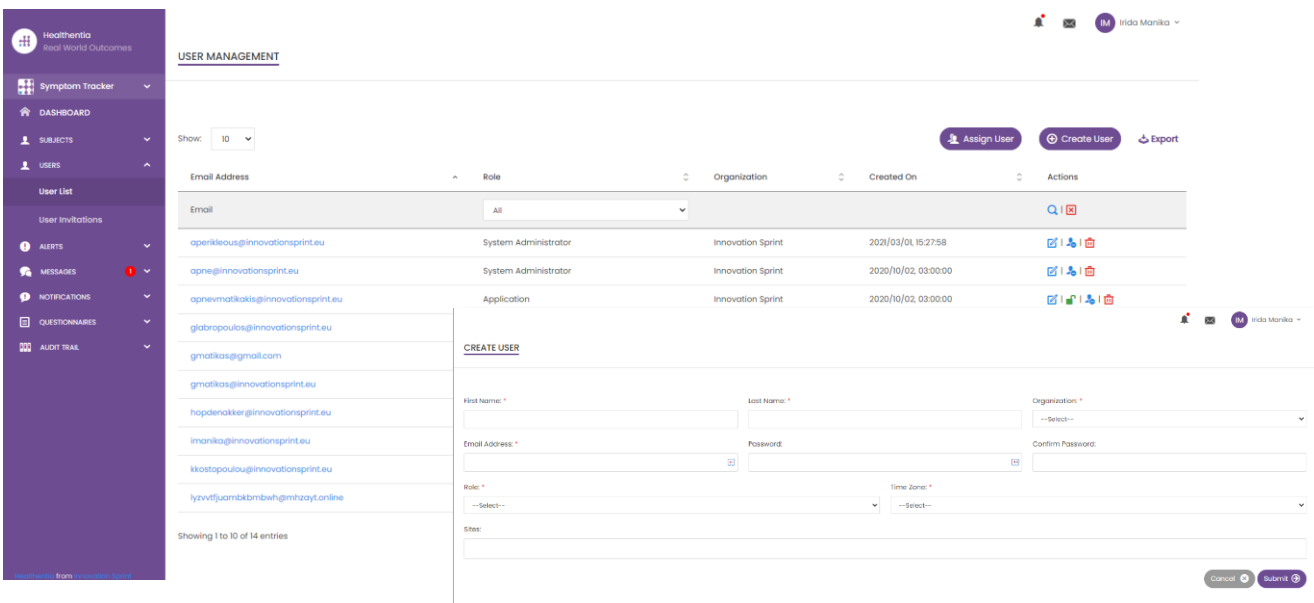 Healthentia
Real World Outcomes
IM Irida Manika
USER MANAGEMENT
Symptom Tracker
DASHBOARD
SUBJECTS
USERS
User List
User Invitations
ALERTS
MESSAGES 1
NOTIFICATIONS
QUESTIONNAIRES
AUDIT TRAIL
Healthentia from Innovation Sprint
Show: 10 Assign User Create User Export
Email Address Role Organization Created On Actions
Email All
aperikleous@innovationsprint.eu System Administrator Innovation Sprint 2021/03/01, 15:27:58
apne@innovationsprint.eu System Administrator Innovation Sprint 2020/10/02, 03:00:00
apnevmatikakis@innovationsprint.eu Application Innovation Sprint 2020/10/02, 03:00:00
glabropoulos@innovationsprint.eu
gmatikas@gmail.com
gmatikas@innovationsprint.eu
hopdenakker@innovationsprint.eu
imanika@innovationsprint.eu
kkostopoulou@innovationsprint.eu
lyzvvtfjuambkbmbwh@mhzayt.online
Showing 1 to 10 of 14 entries
IM Irida Manika
CREATE USER
First Name: * Last Name: * Organization: *
--Select--
Email Address: * Password: Confirm Password:
Role: * Time Zone: *
--Select-- --Select--
Sites:
Cancel Submit